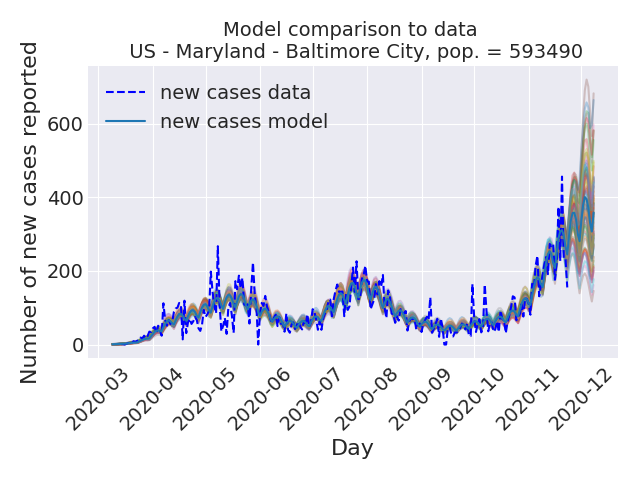 Model comparison to data
US - Maryland - Baltimore City, pop. = 593490
Number of new cases reported
new cases data
new cases model
600
400
200
0
2020-03
2020-04
2020-05
2020-06
2020-07
2020-08
2020-09
2020-10
2020-11
2020-12
Day